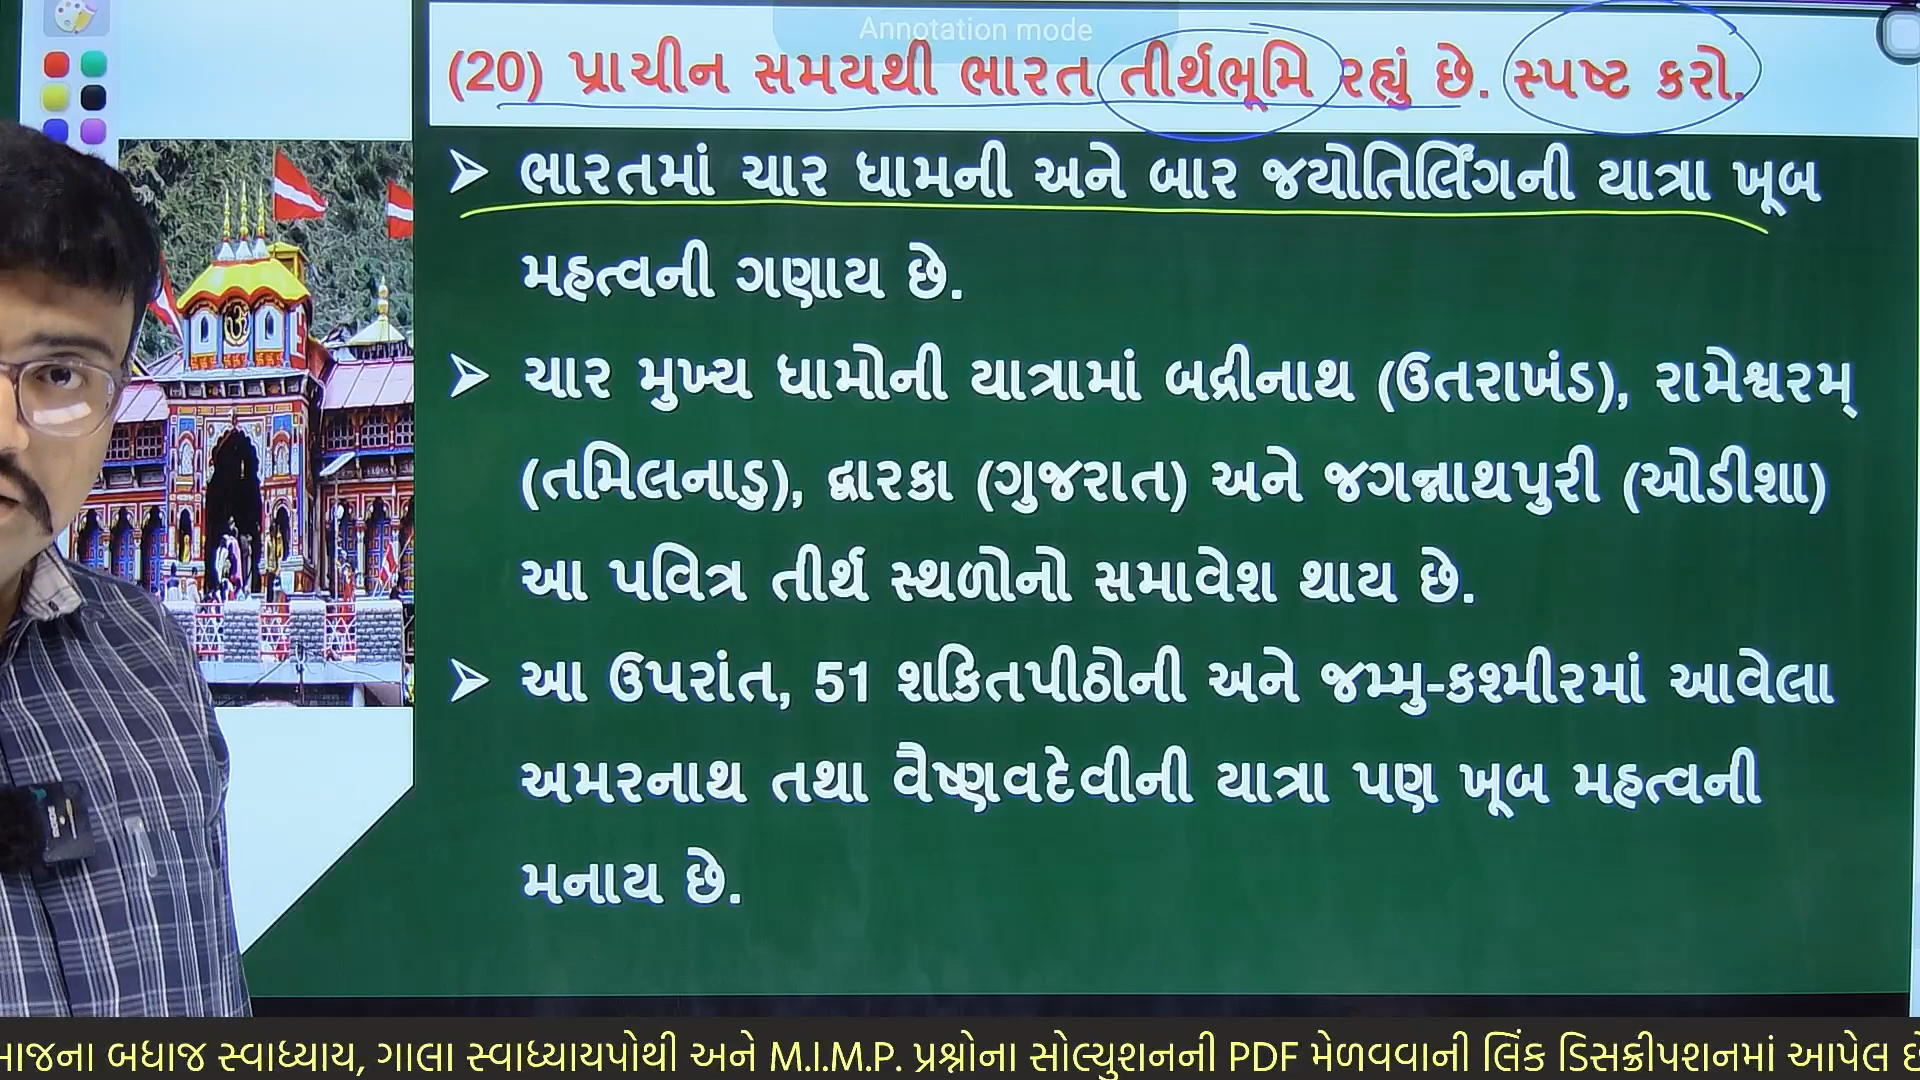 Annotation mode
(20) પ્રાચીન સમયથી ભારત તીર્થભૂમિ રહ્યું છે. સ્પષ્ટ કરો.
➢ ભારતમાં ચાર ધામની અને બાર જયોતિર્લિંગની યાત્રા ખૂબ
મહત્વની ગણાય છે.
➢ ચાર મુખ્ય ધામોની યાત્રામાં બદ્રીનાથ (ઉતરાખંડ), રામેશ્વરમ્
(તમિલનાડુ), દ્વારકા (ગુજરાત) અને જગન્નાથપુરી (ઓડીશા)
આ પવિત્ર તીર્થ સ્થળોનો સમાવેશ થાય છે.
➢ આ ઉપરાંત, 51 શકિતપીઠોની અને જમ્મુ-કશ્મીરમાં આવેલા
અમરનાથ તથા વૈષ્ણવદેવીની યાત્રા પણ ખૂબ મહત્વની
મનાય છે.
બધાજ સ્વાધ્યાય, ગાલા સ્વાધ્યાયપોથી અને M.I.M.P. પ્રશ્નોના સોલ્યુશનની PDF મેળવવાની લિંક ડિસક્રીપશનમાં આપેલ